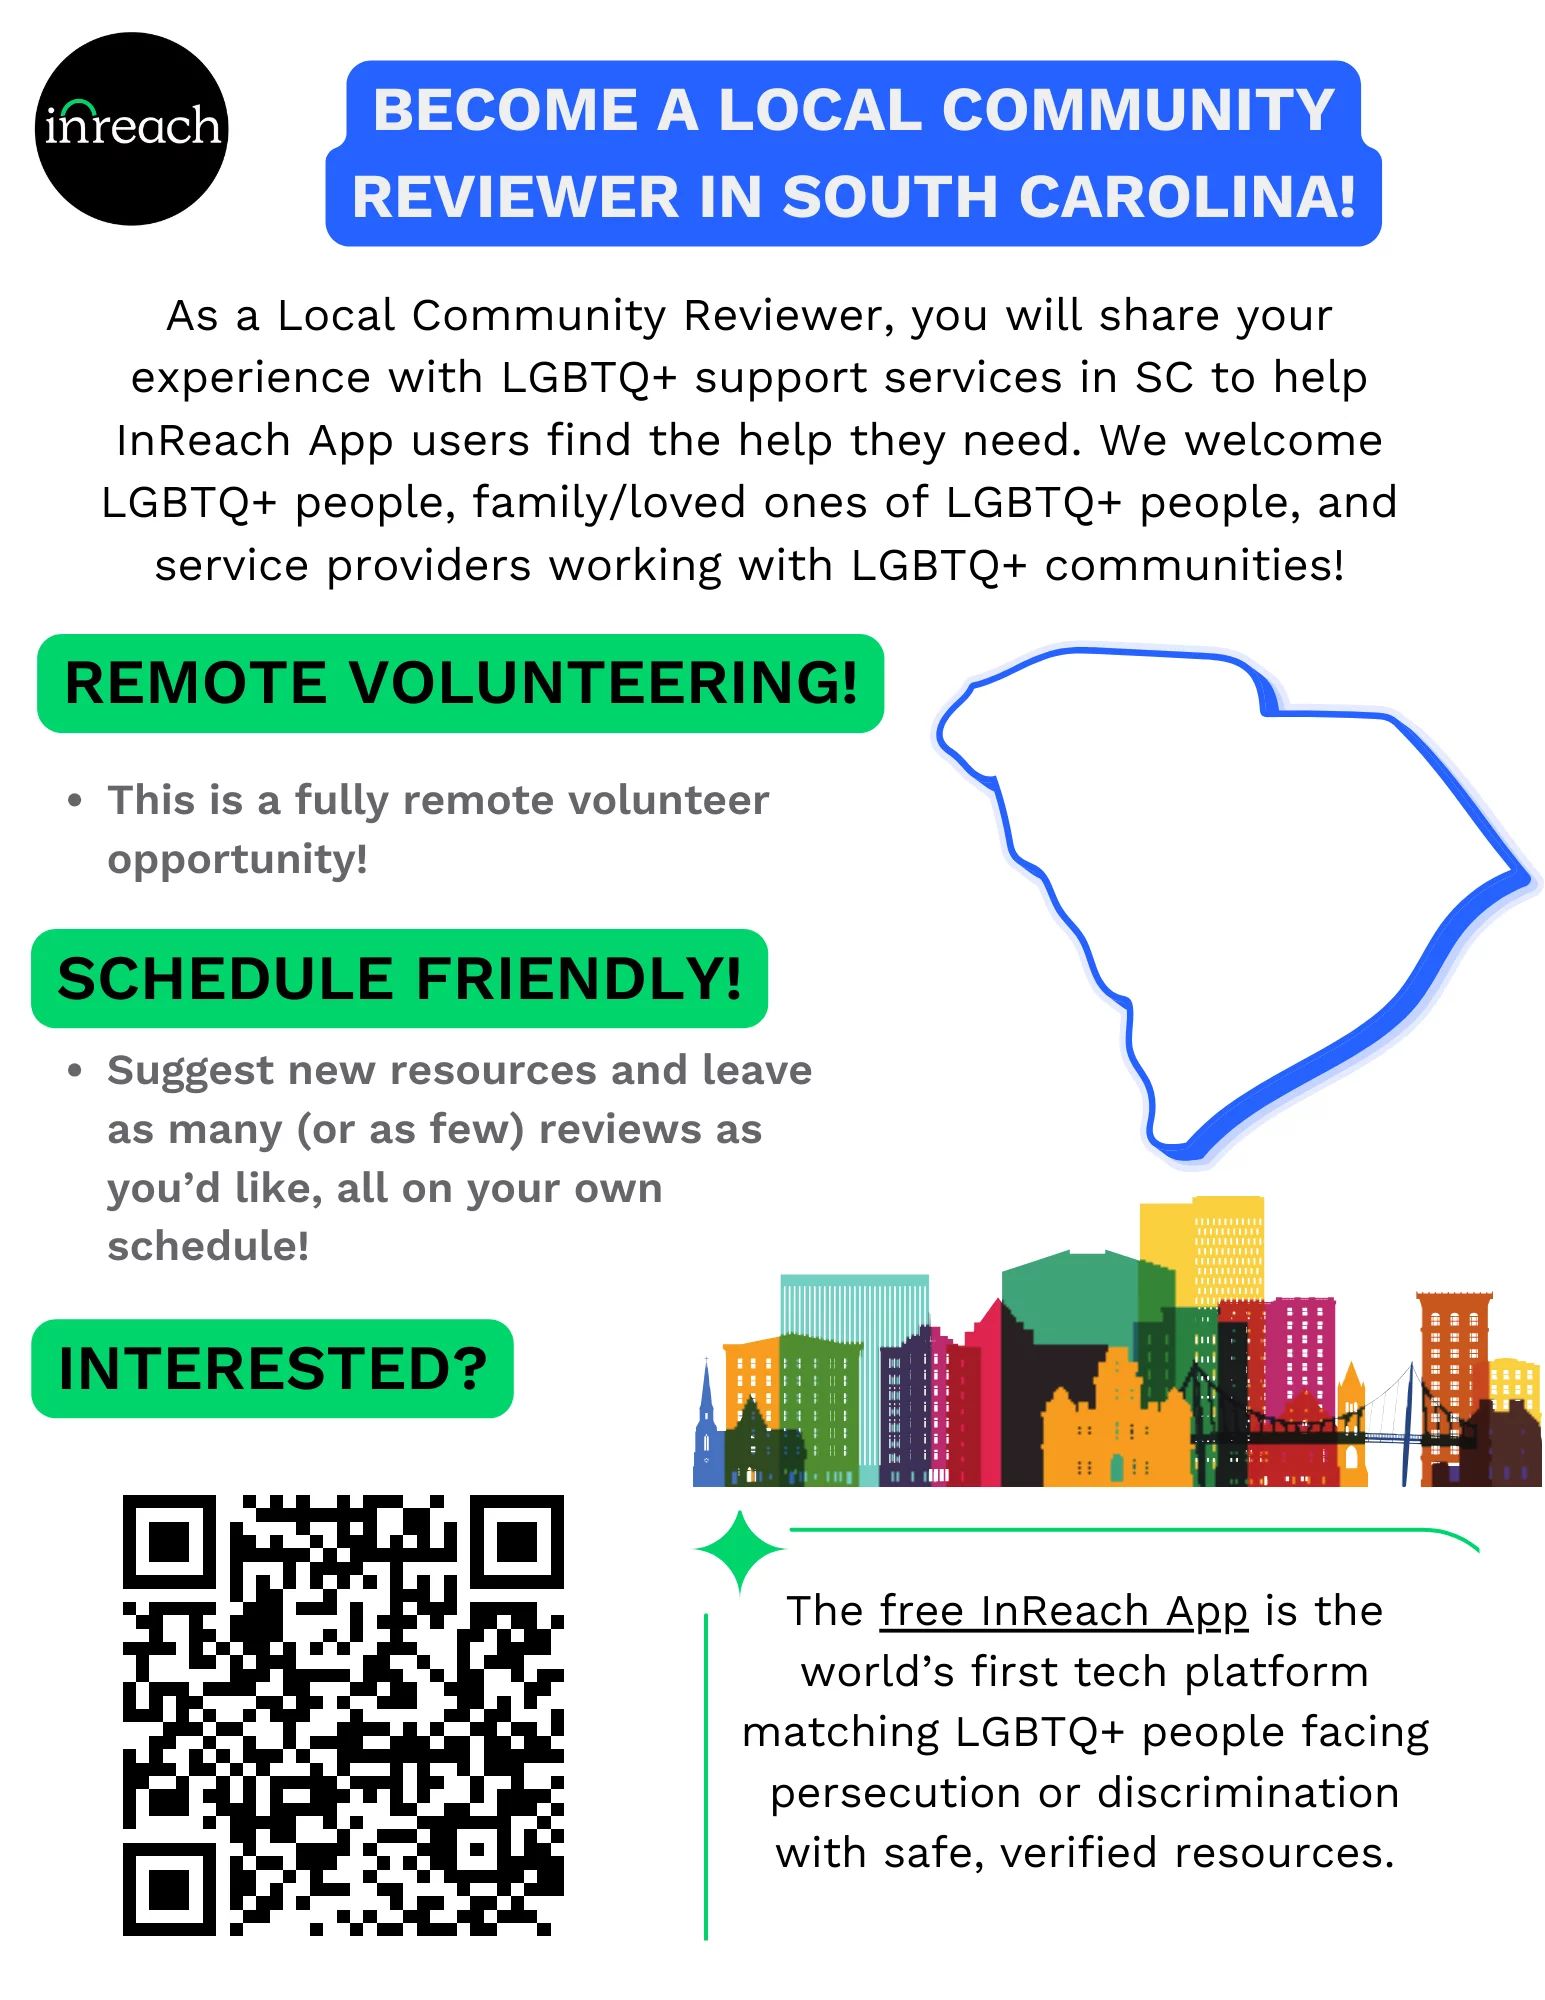 inreach
BECOME A LOCAL COMMUNITY
REVIEWER IN SOUTH CAROLINA!
As a Local Community Reviewer, you will share your
experience with LGBTQ+ support services in SC to help
InReach App users find the help they need. We welcome
LGBTQ+ people, family/loved ones of LGBTQ+ people, and
service providers working with LGBTQ+ communities!
REMOTE VOLUNTEERING!
• This is a fully remote volunteer
opportunity!
SCHEDULE FRIENDLY!
• Suggest new resources and leave
as many (or as few) reviews as
you’d like, all on your own
schedule!
INTERESTED?
The free InReach App is the
world’s first tech platform
matching LGBTQ+ people facing
persecution or discrimination
with safe, verified resources.